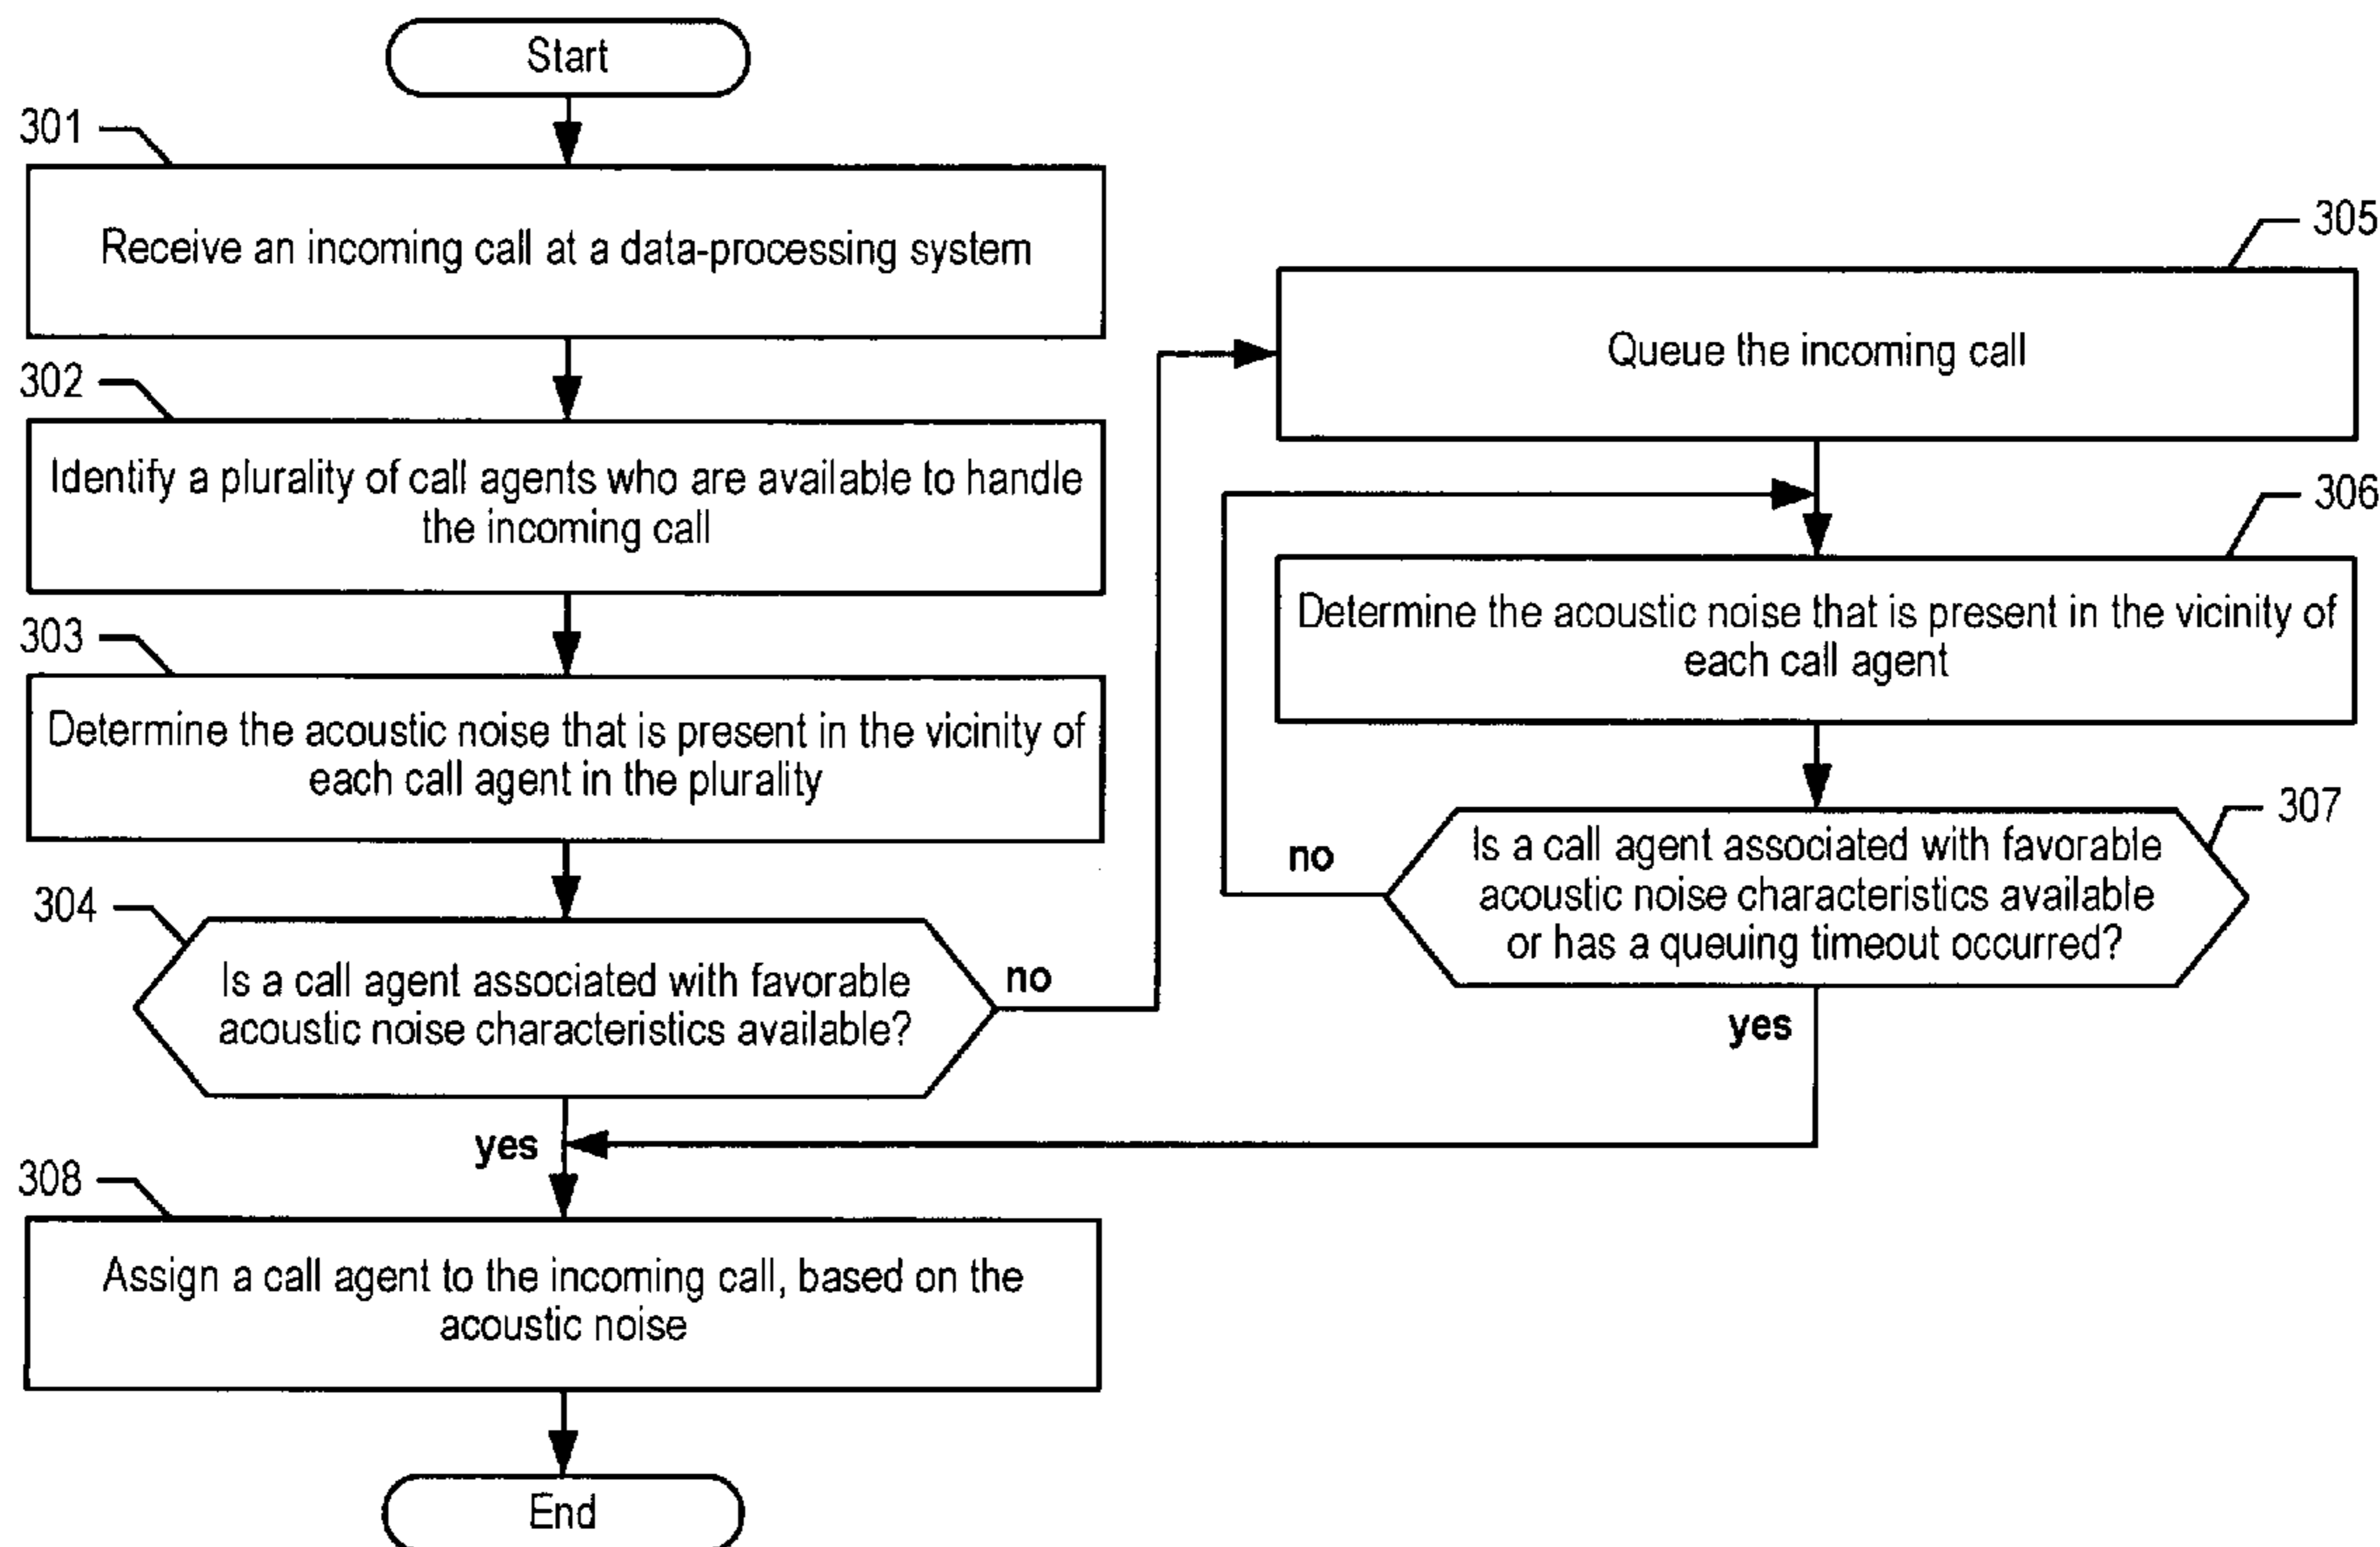 Start
301
Receive an incoming call at a data-processing system
302
Identify a plurality of call agents who are available to handle
the incoming call
303
Determine the acoustic noise that is present in the vicinity of
each call agent in the plurality
304
Is a call agent associated with favorable
acoustic noise characteristics available?
no
yes
305
Queue the incoming call
306
Determine the acoustic noise that is present in the vicinity of
each call agent
307
Is a call agent associated with favorable
acoustic noise characteristics available
or has a queuing timeout occurred?
no
yes
308
Assign a call agent to the incoming call, based on the
acoustic noise
End